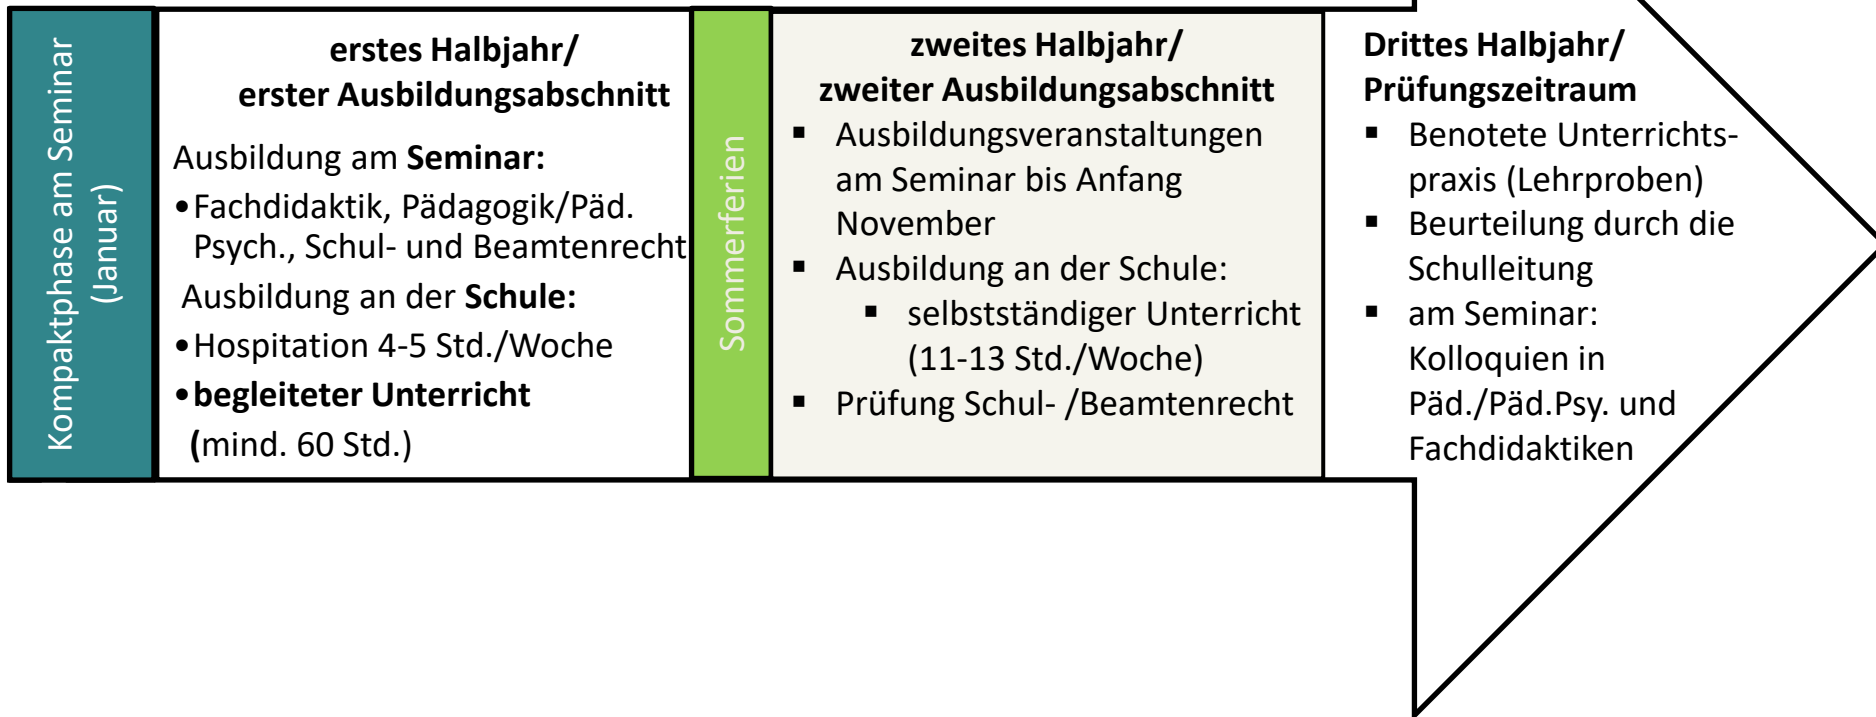 Kompaktphase am Seminar
(Januar)
erstes Halbjahr/
erster Ausbildungsabschnitt
Ausbildung am Seminar:
•Fachdidaktik, Pädagogik/Päd.
Psych., Schul- und Beamtenrecht
Ausbildung an der Schule:
•Hospitation 4-5 Std./Woche
•begleiteter Unterricht
(mind. 60 Std.)
Sommerferien
zweites Halbjahr/
zweiter Ausbildungsabschnitt
▪ Ausbildungsveranstaltungen
am Seminar bis Anfang
November
▪ Ausbildung an der Schule:
▪ selbstständiger Unterricht
(11-13 Std./Woche)
▪ Prüfung Schul- /Beamtenrecht
Drittes Halbjahr/
Prüfungszeitraum
▪ Benotete Unterrichts-
praxis (Lehrproben)
▪ Beurteilung durch die
Schulleitung
▪ am Seminar:
Kolloquien in
Päd./Päd.Psy. und
Fachdidaktiken